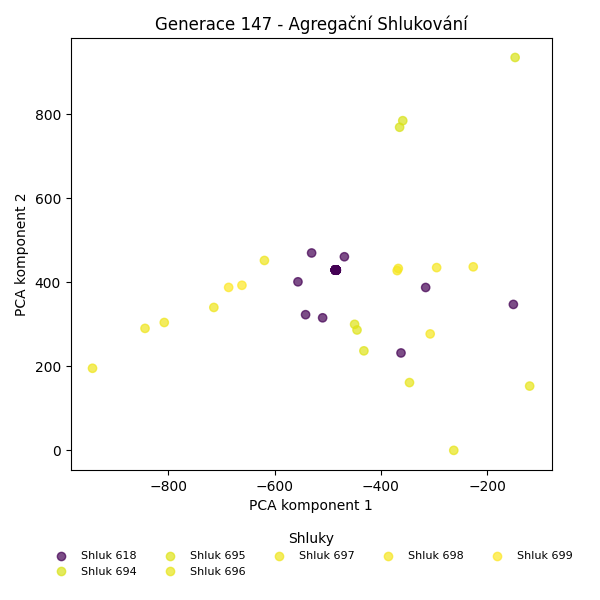 Generace 147 - Agregační Shlukování
PCA komponent 2
800
600
400
200
0
−800 −600 −400 −200
PCA komponent 1
Shluky
Shluk 618 Shluk 695 Shluk 697 Shluk 698 Shluk 699
Shluk 694 Shluk 696